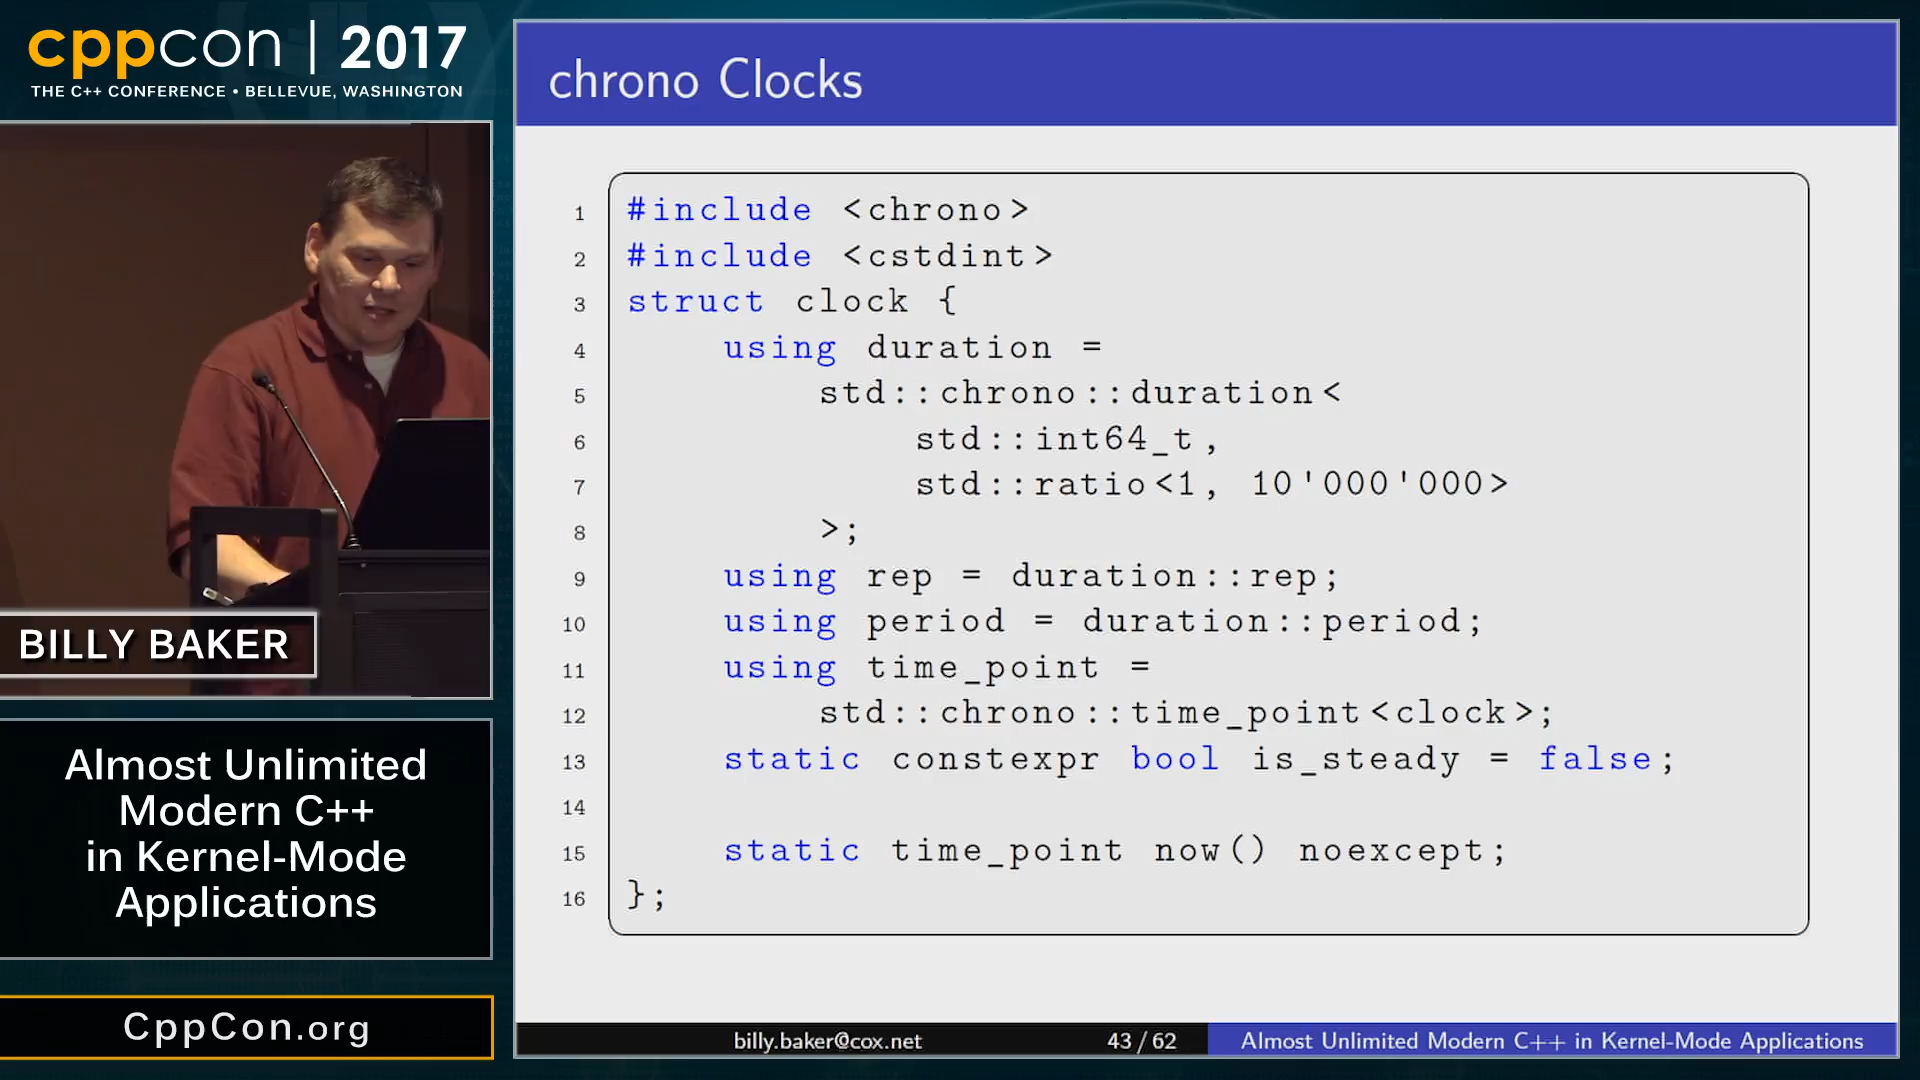 cppcon | 2017
THE C++ CONFERENCE • BELLEVUE, WASHINGTON
BILLY BAKER
Almost Unlimited
Modern C++
in Kernel-Mode
Applications
CppCon.org
chrono Clocks
1 #include <chrono>
2 #include <cstdint>
3 struct clock {
4 using duration =
5 std::chrono::duration<
6 std::int64_t,
7 std::ratio<1, 10'000'000>
8 >;
9 using rep = duration::rep;
10 using period = duration::period;
11 using time_point =
12 std::chrono::time_point<clock>;
13 static constexpr bool is_steady = false;
14
15 static time_point now() noexcept;
16 };
billy.baker@cox.net 43 / 62 Almost Unlimited Modern C++ in Kernel-Mode Applications